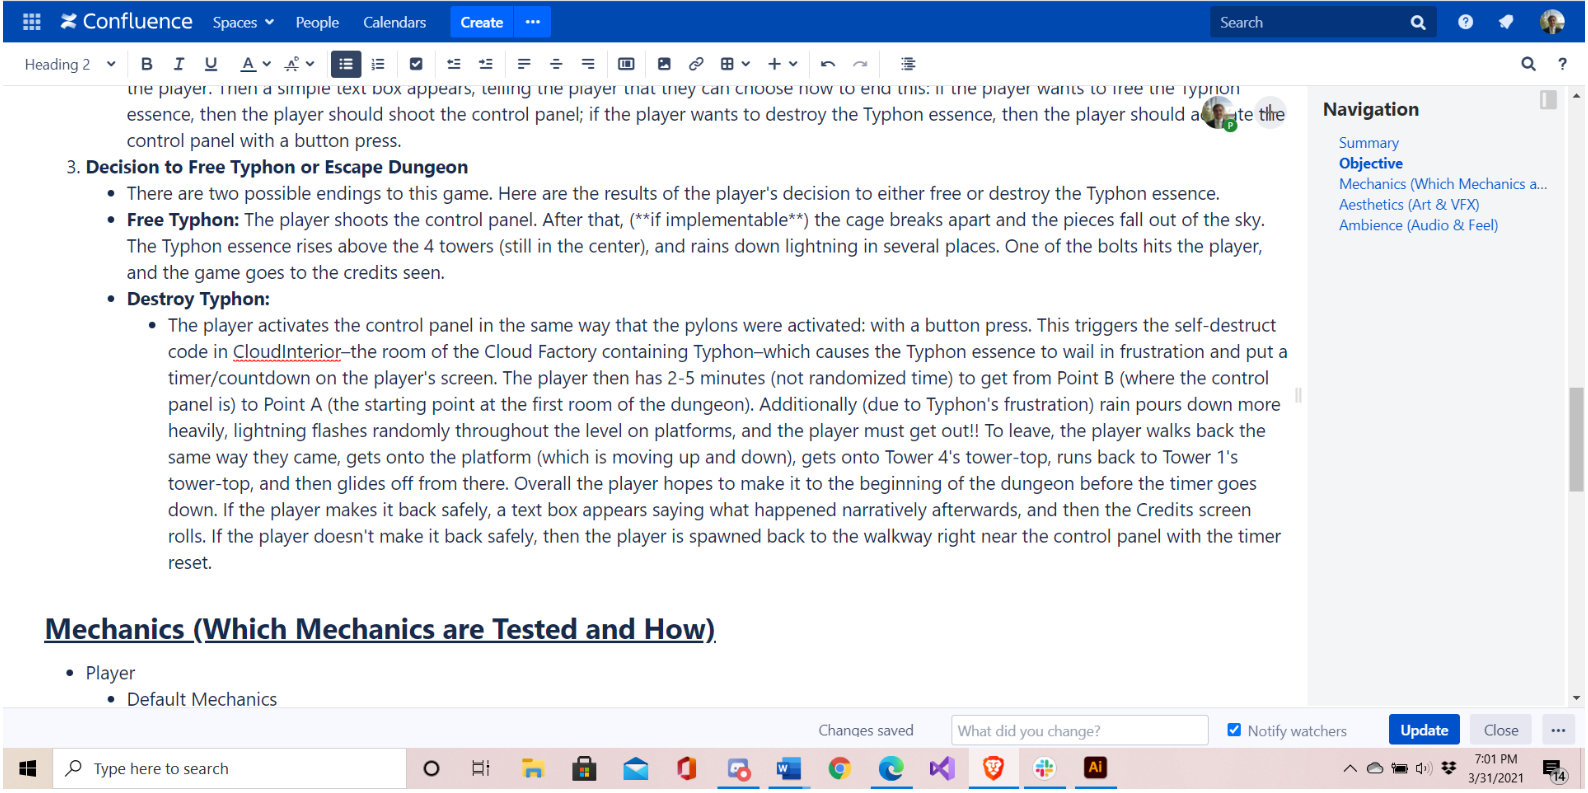 Confluence Spaces People Calendars Create ••• Search
Heading 2 B I U A
the player. Then a simple text box appears, telling the player that they can choose how to end this: if the player wants to free the Typhon
essence, then the player should shoot the control panel; if the player wants to destroy the Typhon essence, then the player should the
control panel with a button press.
3. Decision to Free Typhon or Escape Dungeon
• There are two possible endings to this game. Here are the results of the player's decision to either free or destroy the Typhon essence.
• Free Typhon: The player shoots the control panel. After that, (**if implementable**) the cage breaks apart and the pieces fall out of the sky.
The Typhon essence rises above the 4 towers (still in the center), and rains down lightning in several places. One of the bolts hits the player,
and the game goes to the credits seen.
• Destroy Typhon:
• The player activates the control panel in the same way that the pylons were activated: with a button press. This triggers the self-destruct
code in CloudInterior–the room of the Cloud Factory containing Typhon–which causes the Typhon essence to wail in frustration and put a
timer/countdown on the player's screen. The player then has 2-5 minutes (not randomized time) to get from Point B (where the control
panel is) to Point A (the starting point at the first room of the dungeon). Additionally (due to Typhon's frustration) rain pours down more
heavily, lightning flashes randomly throughout the level on platforms, and the player must get out!! To leave, the player walks back the
same way they came, gets onto the platform (which is moving up and down), gets onto Tower 4's tower-top, runs back to Tower 1's
tower-top, and then glides off from there. Overall the player hopes to make it to the beginning of the dungeon before the timer goes
down. If the player makes it back safely, a text box appears saying what happened narratively afterwards, and then the Credits screen
rolls. If the player doesn't make it back safely, then the player is spawned back to the walkway right near the control panel with the timer
reset.
Mechanics (Which Mechanics are Tested and How)
• Player
• Default Mechanics
Navigation
Summary
Objective
Mechanics (Which Mechanics a...
Aesthetics (Art & VFX)
Ambience (Audio & Feel)
Changes saved What did you change? Notify watchers Update Close •••
Type here to search
Ai
7:01 PM
3/31/2021
14